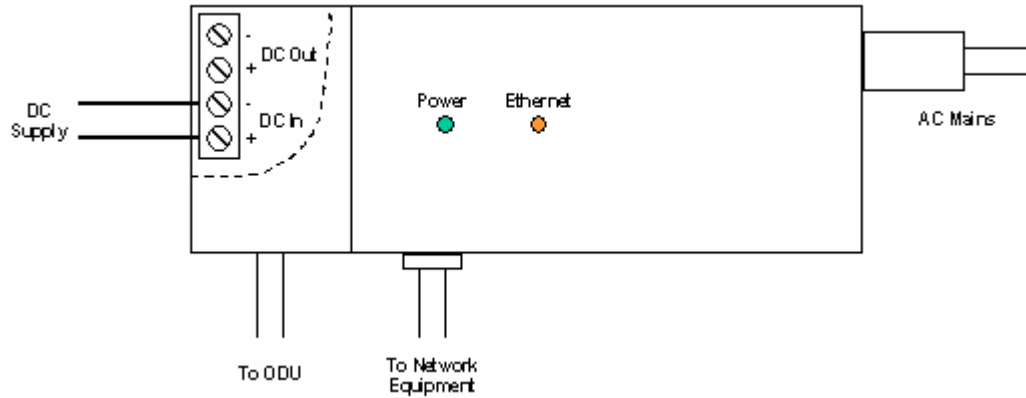 -
DC Out
+
-
DC In
+
DC
Supply
Power
Ethernet
AC Mains
To ODU
To Network
Equipment